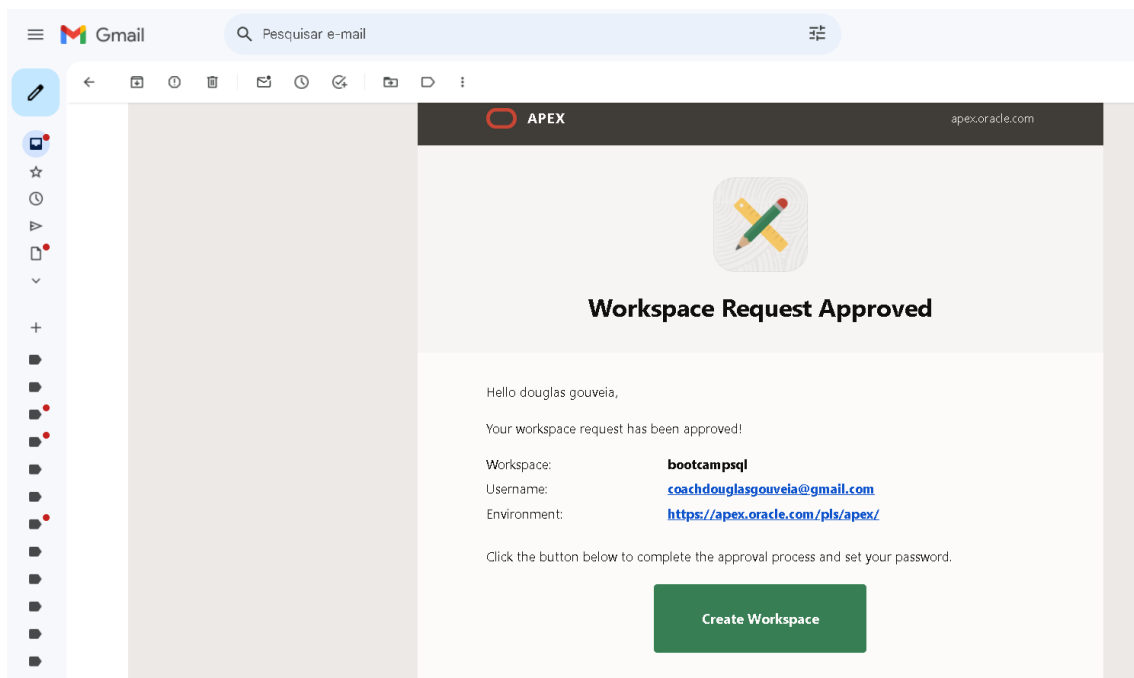 Gmail
Pesquisar e-mail
APEX
apex.oracle.com
Workspace Request Approved
Hello douglas gouveia,
Your workspace request has been approved!
Workspace: bootcampsql
Username: coachdouglasgouveia@gmail.com
Environment: https://apex.oracle.com/pls/apex/
Click the button below to complete the approval process and set your password.
Create Workspace